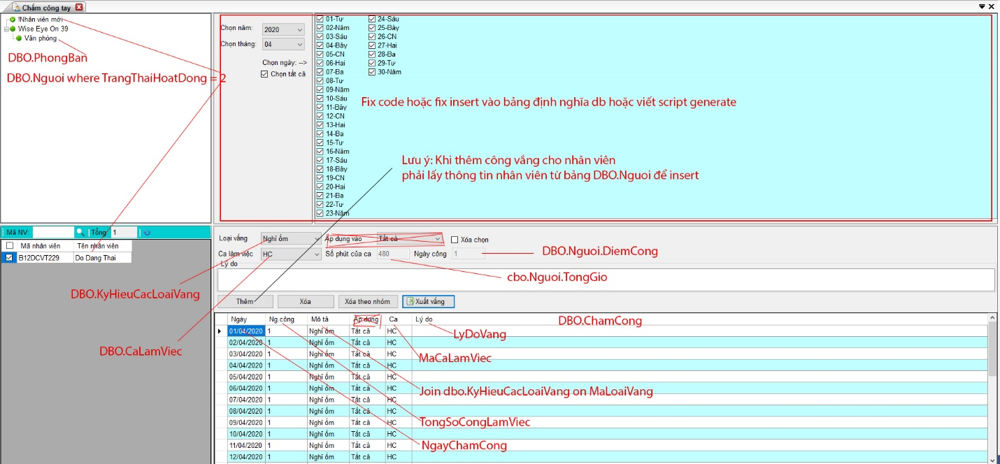 Chấm công tay
!Nhân viên mới
Wise Eye On 39
Văn phòng
DBO.PhongBan
DBO.Nguoi where TrangThaiHoatDong = 2
Chọn năm: 2020
Chọn tháng: 04
Chọn ngày: -->
Chọn tất cả
01-Tư
02-Năm
03-Sáu
04-Bảy
05-CN
06-Hai
07-Ba
08-Tư
09-Năm
10-Sáu
11-Bảy
12-CN
13-Hai
14-Ba
15-Tư
16-Năm
17-Sáu
18-Bảy
19-CN
20-Hai
21-Ba
22-Tư
23-Năm
24-Sáu
25-Bảy
26-CN
27-Hai
28-Ba
29-Tư
30-Năm
Fix code hoặc fix insert vào bảng định nghĩa db hoặc viết script generate
Lưu ý: Khi thêm công vắng cho nhân viên
phải lấy thông tin nhân viên từ bảng DBO.Nguoi để insert
Mã NV: Tổng: 1
Mã nhân viên Tên nhân viên
B12DCVT229 Do Dang Thai
DBO.KyHieuCacLoaiVang
DBO.CaLamViec
Loại vắng Nghỉ ốm Áp dụng vào Tất cả Xóa chọn
Ca làm việc HC Số phút của ca 480 Ngày công 1
DBO.Nguoi.DiemCong
Lý do
cbo.Nguoi.TongGio
Thêm Xóa Xóa theo nhóm Xuất vắng
Ngày Ng.công Mô tả Áp dụng Ca Lý do
DBO.ChamCong
01/04/2020 1 Nghỉ ốm Tất cả HC
LyDoVang
02/04/2020 1 Nghỉ ốm Tất cả HC
03/04/2020 1 Nghỉ ốm Tất cả HC
MaCaLamViec
04/04/2020 1 Nghỉ ốm Tất cả HC
05/04/2020 1 Nghỉ ốm Tất cả HC
06/04/2020 1 Nghỉ ốm Tất cả HC
Join dbo.KyHieuCacLoaiVang on MaLoaiVang
07/04/2020 1 Nghỉ ốm Tất cả HC
08/04/2020 1 Nghỉ ốm Tất cả HC
09/04/2020 1 Nghỉ ốm Tất cả HC
TongSoCongLamViec
10/04/2020 1 Nghỉ ốm Tất cả HC
11/04/2020 1 Nghỉ ốm Tất cả HC
NgayChamCong
12/04/2020 1 Nghỉ ốm Tất cả HC